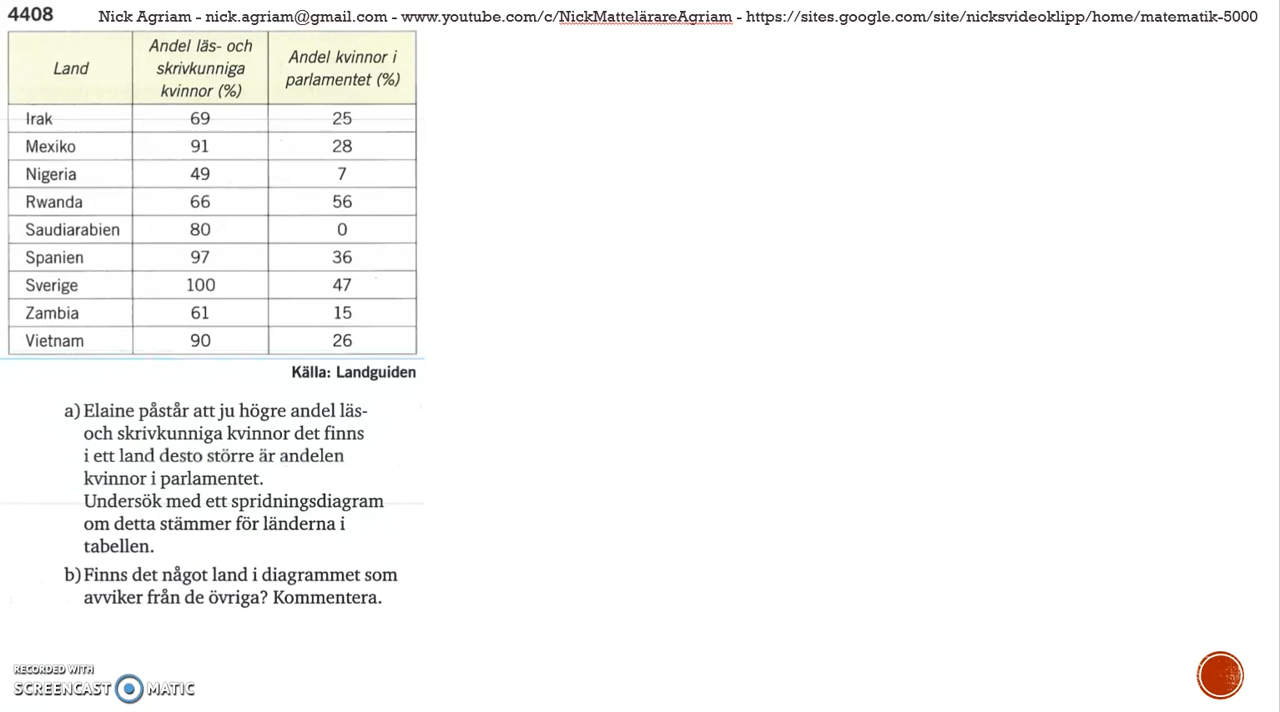 4408
Nick Agriam - nick.agriam@gmail.com - www.youtube.com/c/NickMattelärareAgriam - https://sites.google.com/site/nicksvideoklipp/home/matematik-5000
Land Andel läs- och skrivkunniga kvinnor (%) Andel kvinnor i parlamentet (%)
Irak 69 25
Mexiko 91 28
Nigeria 49 7
Rwanda 66 56
Saudiarabien 80 0
Spanien 97 36
Sverige 100 47
Zambia 61 15
Vietnam 90 26
Källa: Landguiden
a) Elaine påstår att ju högre andel läs-
och skrivkunniga kvinnor det finns
i ett land desto större är andelen
kvinnor i parlamentet.
Undersök med ett spridningsdiagram
om detta stämmer för länderna i
tabellen.
b) Finns det något land i diagrammet som
avviker från de övriga? Kommentera.
RECORDED WITH
SCREENCAST MATIC